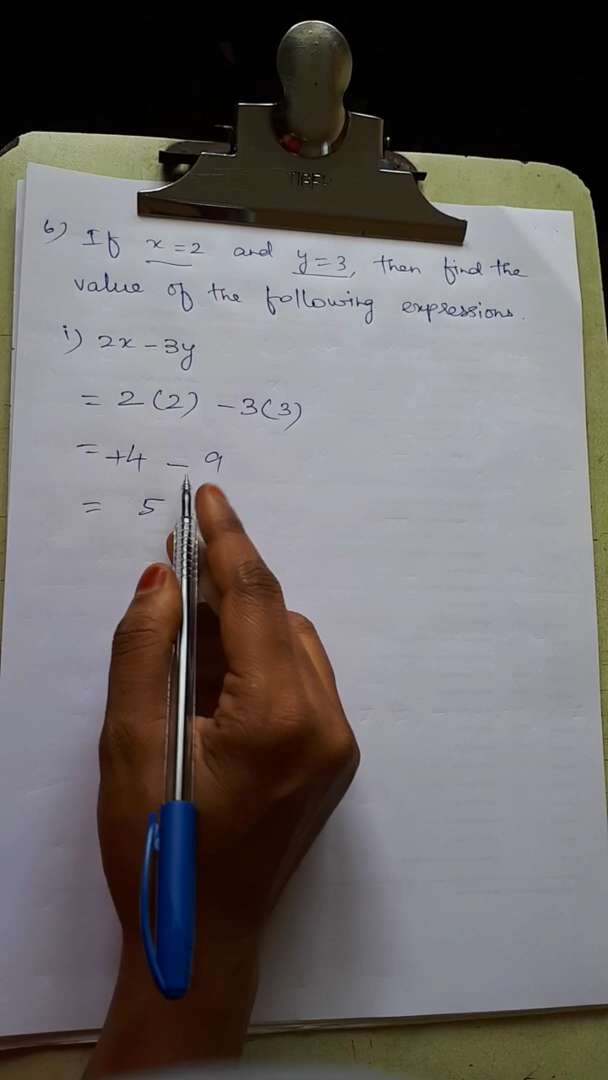 6) If x = 2 and y = 3, then find the
value of the following expressions.
i) 2x - 3y
= 2 (2) - 3(3)
= +4 - 9
= 5